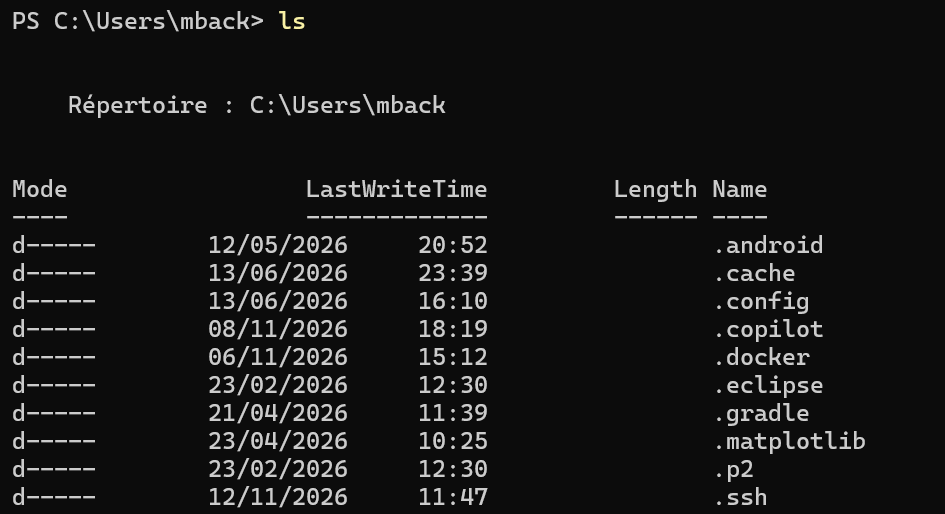 PS C:\Users\mback> ls
Répertoire : C:\Users\mback
Mode                 LastWriteTime         Length Name
----                 -------------         ------ ----
d-----        12/05/2026     20:52                .android
d-----        13/06/2026     23:39                .cache
d-----        13/06/2026     16:10                .config
d-----        08/11/2026     18:19                .copilot
d-----        06/11/2026     15:12                .docker
d-----        23/02/2026     12:30                .eclipse
d-----        21/04/2026     11:39                .gradle
d-----        23/04/2026     10:25                .matplotlib
d-----        23/02/2026     12:30                .p2
d-----        12/11/2026     11:47                .ssh